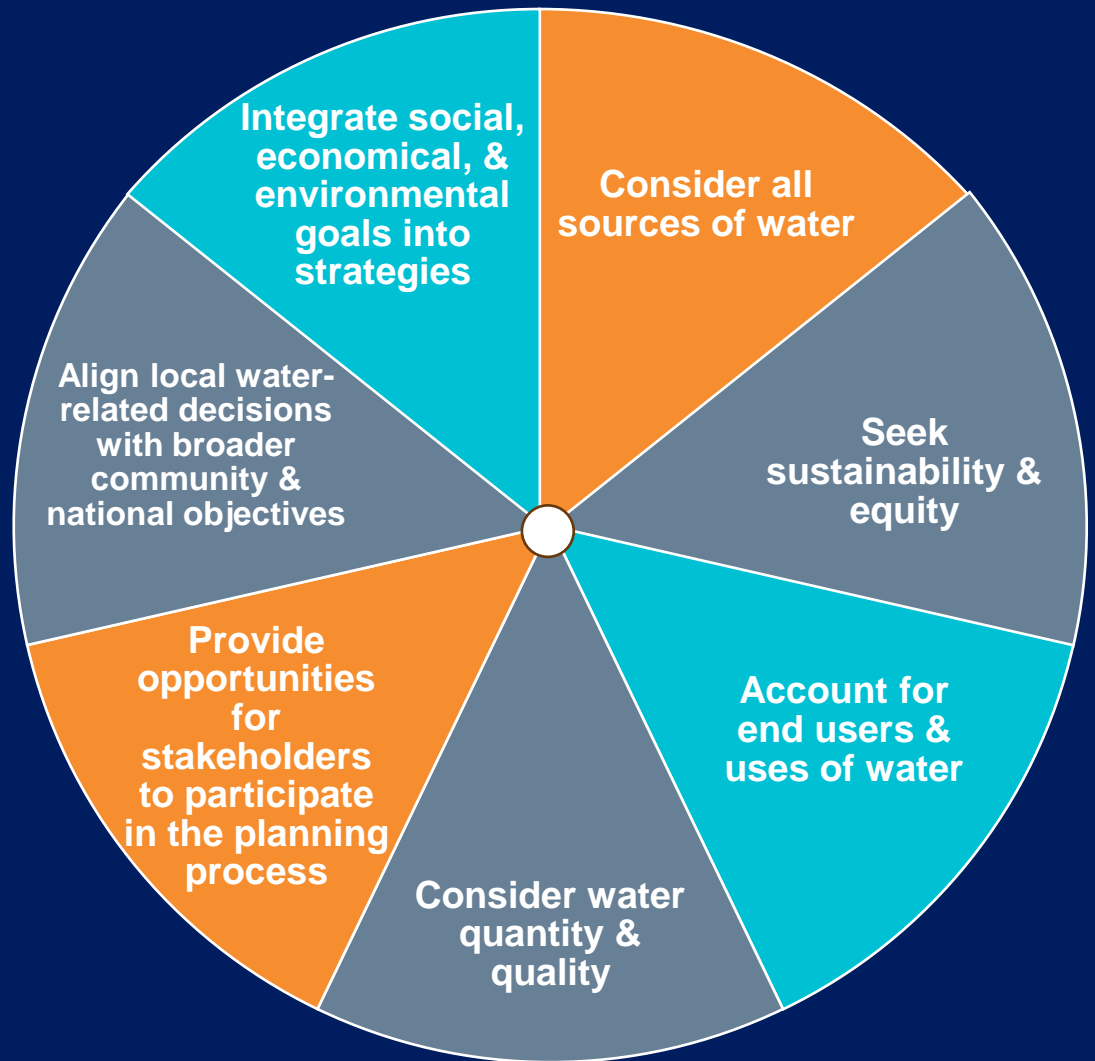 Integrate social,
economical, &
environmental
goals into
strategies
Consider all
sources of water
Seek
sustainability &
equity
Account for
end users &
uses of water
Consider water
quantity &
quality
Provide
opportunities
for
stakeholders
to participate
in the planning
process
Align local water-
related decisions
with broader
community &
national objectives